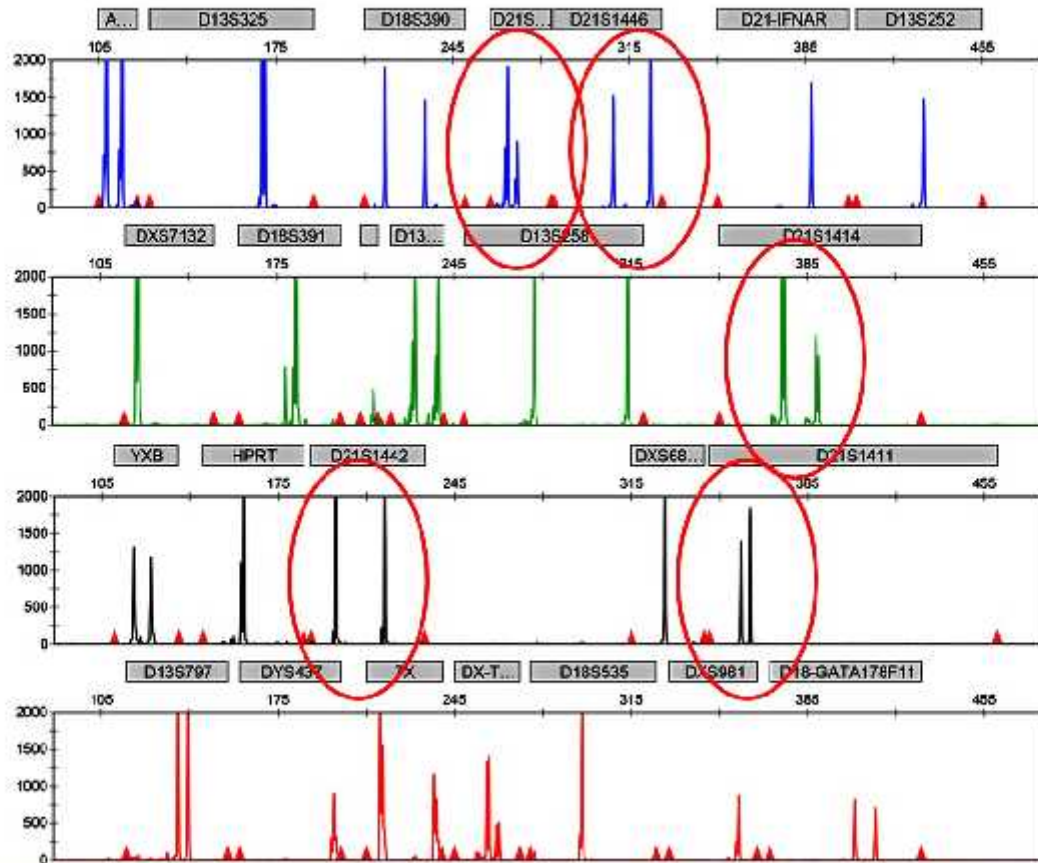 A... D13S325 D18S390 D21S... D21S1446 D21-IFNAR D13S252
105 175 245 315 385 455
2000
1500
1000
500
0
DXS7132 D18S391 D13... D13S258 D21S1414
105 175 245 315 385 455
2000
1500
1000
500
0
YXB HPRT D21S1442 DXS68... D21S1411
105 175 245 315 385 455
2000
1500
1000
500
0
D13S797 DYS437 7X DX-T... D18S535 DXS981 D18-GATA178F11
105 175 245 315 385 455
2000
1500
1000
500
0